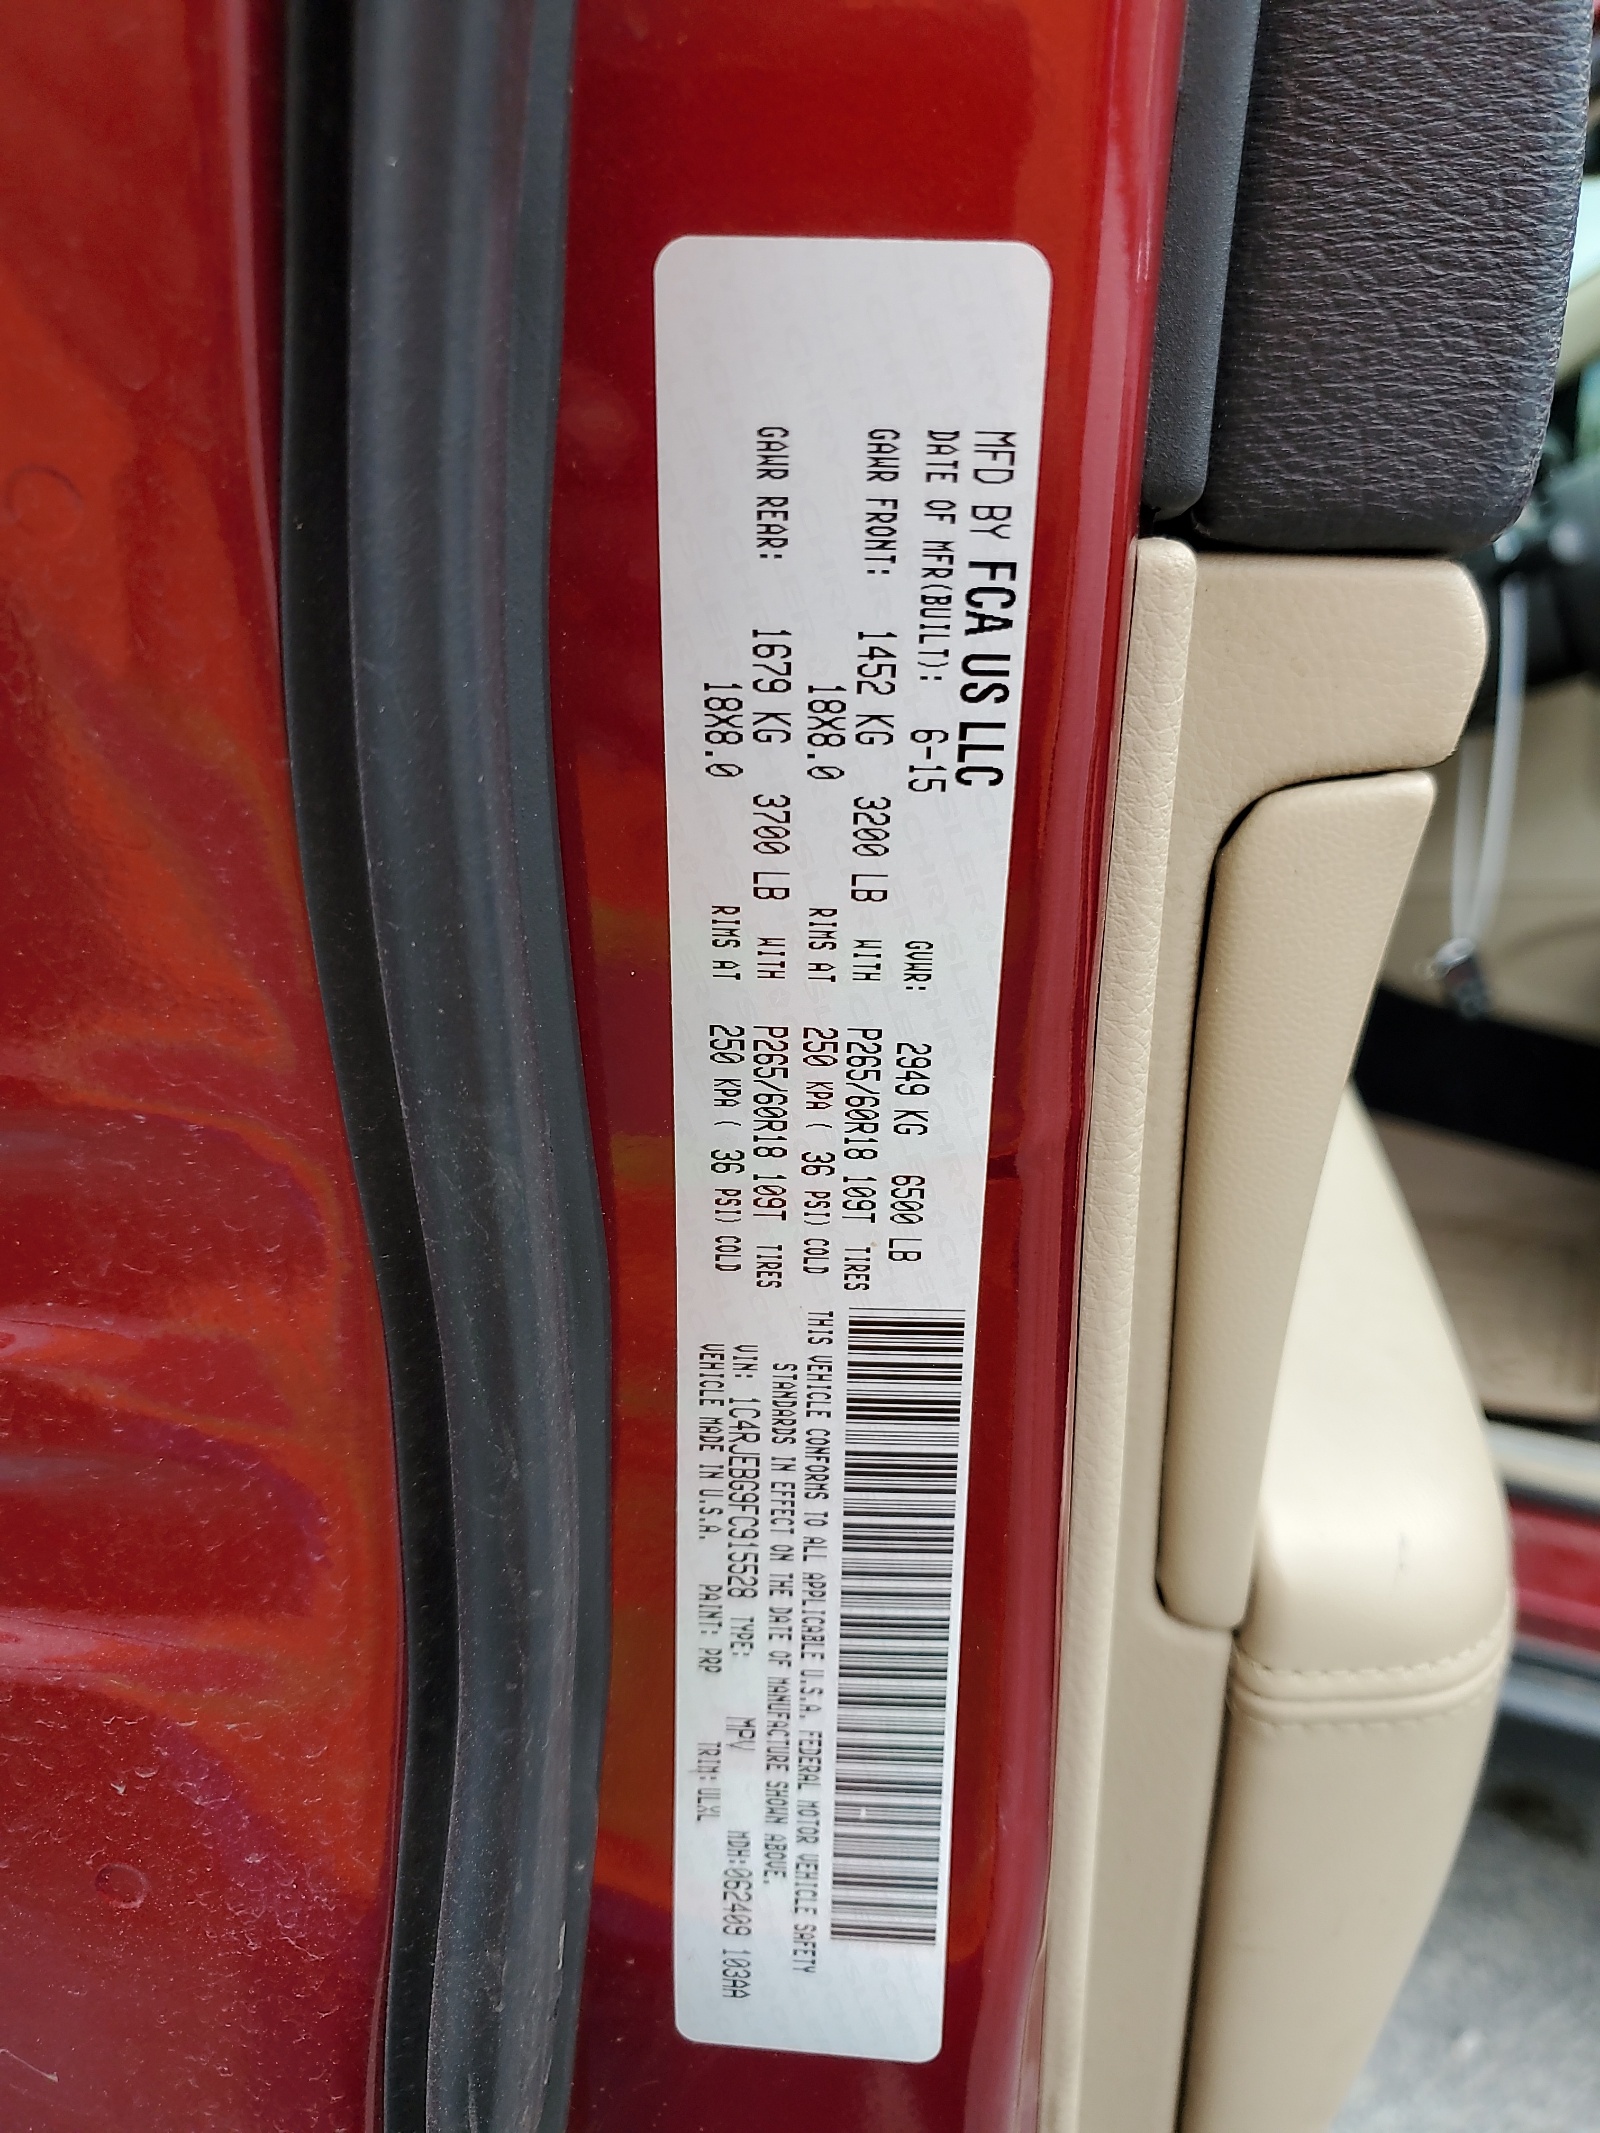 MFD BY FCA US LLC
DATE OF MFR(BUILT): 6-15 GVWR: 2949 KG 6500 LB
GAWR FRONT: 1452 KG 3200 LB WITH P265/60R18 109T TIRES
18X8.0 RIMS AT 250 KPA ( 36 PSI) COLD
GAWR REAR: 1679 KG 3700 LB WITH P265/60R18 109T TIRES
18X8.0 RIMS AT 250 KPA ( 36 PSI) COLD
THIS VEHICLE CONFORMS TO ALL APPLICABLE U.S.A. FEDERAL MOTOR VEHICLE SAFETY
STANDARDS IN EFFECT ON THE DATE OF MANUFACTURE SHOWN ABOVE.
VIN: 1C4RJEBG9FC915528 TYPE: MPV MDH:062409 103AA
VEHICLE MADE IN U.S.A. PAINT: PRP TRIM: ULXL